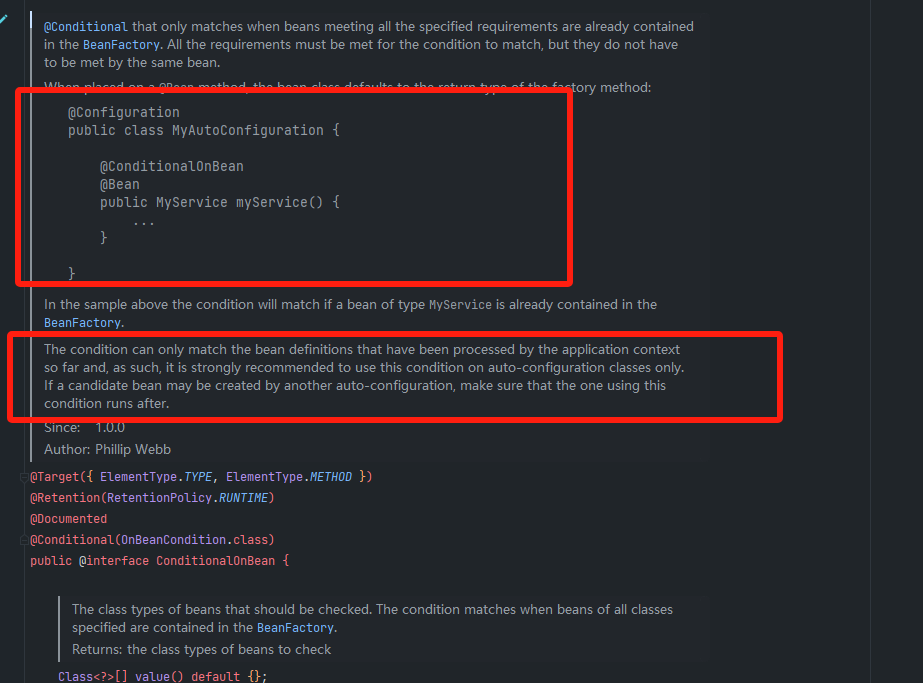 @Conditional that only matches when beans meeting all the specified requirements are already contained
in the BeanFactory. All the requirements must be met for the condition to match, but they do not have
to be met by the same bean.
When placed on a @Bean method, the bean class defaults to the return type of the factory method:
@Configuration
public class MyAutoConfiguration {
@ConditionalOnBean
@Bean
public MyService myService() {
...
}
}
In the sample above the condition will match if a bean of type MyService is already contained in the
BeanFactory.
The condition can only match the bean definitions that have been processed by the application context
so far and, as such, it is strongly recommended to use this condition on auto-configuration classes only.
If a candidate bean may be created by another auto-configuration, make sure that the one using this
condition runs after.
Since: 1.0.0
Author: Phillip Webb
@Target({ ElementType.TYPE, ElementType.METHOD })
@Retention(RetentionPolicy.RUNTIME)
@Documented
@Conditional(OnBeanCondition.class)
public @interface ConditionalOnBean {
The class types of beans that should be checked. The condition matches when beans of all classes
specified are contained in the BeanFactory.
Returns: the class types of beans to check
Class<?>[] value() default {};